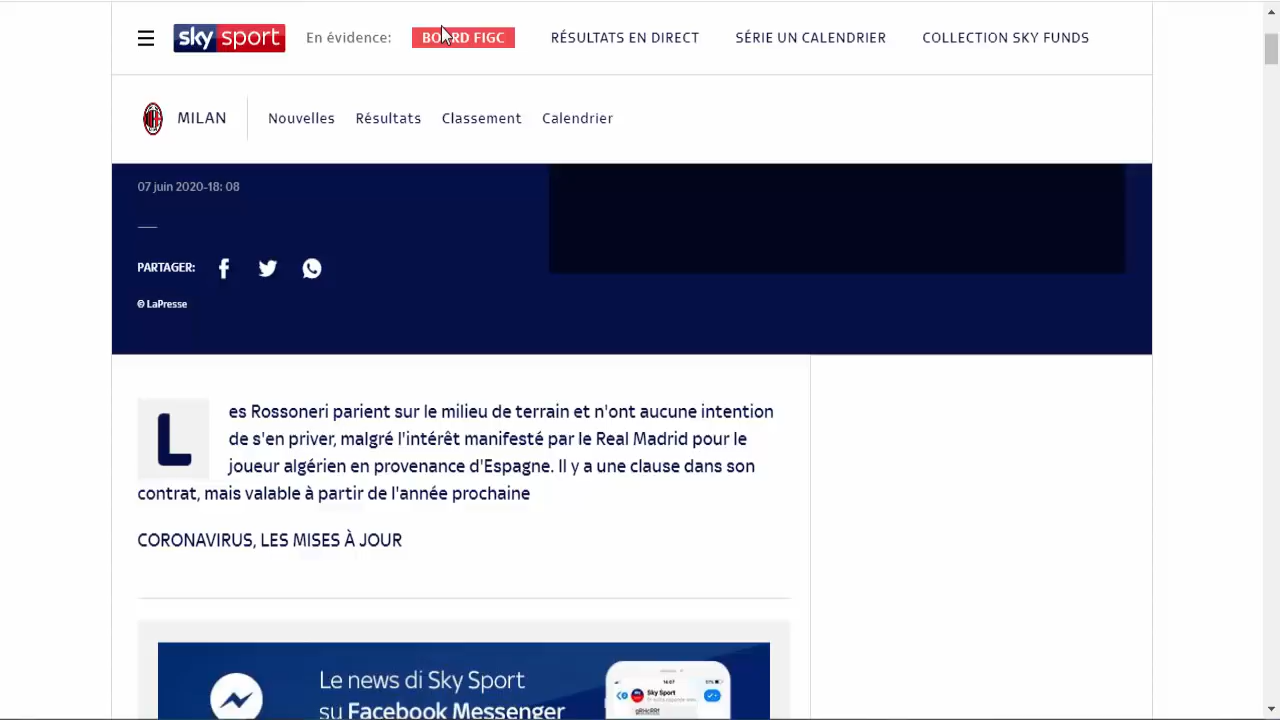 sky sport En évidence: BOARD FIGC RÉSULTATS EN DIRECT SÉRIE UN CALENDRIER COLLECTION SKY FUNDS
MILAN Nouvelles Résultats Classement Calendrier
07 juin 2020-18: 08
PARTAGER:
© LaPresse
Les Rossoneri parient sur le milieu de terrain et n'ont aucune intention
de s'en priver, malgré l'intérêt manifesté par le Real Madrid pour le
joueur algérien en provenance d'Espagne. Il y a une clause dans son
contrat, mais valable à partir de l'année prochaine
CORONAVIRUS, LES MISES À JOUR
Le news di Sky Sport
su Facebook Messenger
14:07
Sky Sport